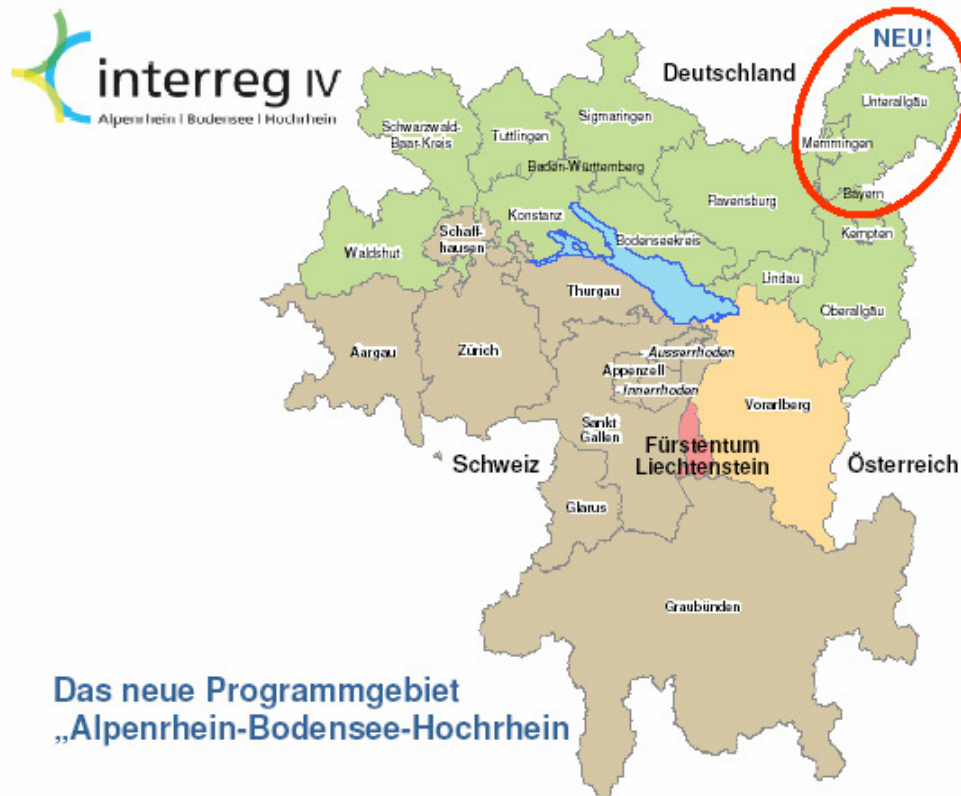 interreg IV
Alpenrhein | Bodensee | Hochrhein
NEU!
Deutschland
Unterallgäu
Schwarzwald-
Baar-Kreis
Tuttlingen
Sigmaringen
Memmingen
Baden-Württemberg
Ravensburg
Bayern
Konstanz
Kempten
Schaff-
hausen
Bodenseekreis
Waldshut
Lindau
Thurgau
Oberallgäu
Aargau
Zürich
- Ausserrhoden
Appenzell
- Innerrhoden
Vorarlberg
Sankt
Gallen
Fürstentum
Liechtenstein
Schweiz
Österreich
Glarus
Graubünden
Das neue Programmgebiet
„Alpenrhein-Bodensee-Hochrhein